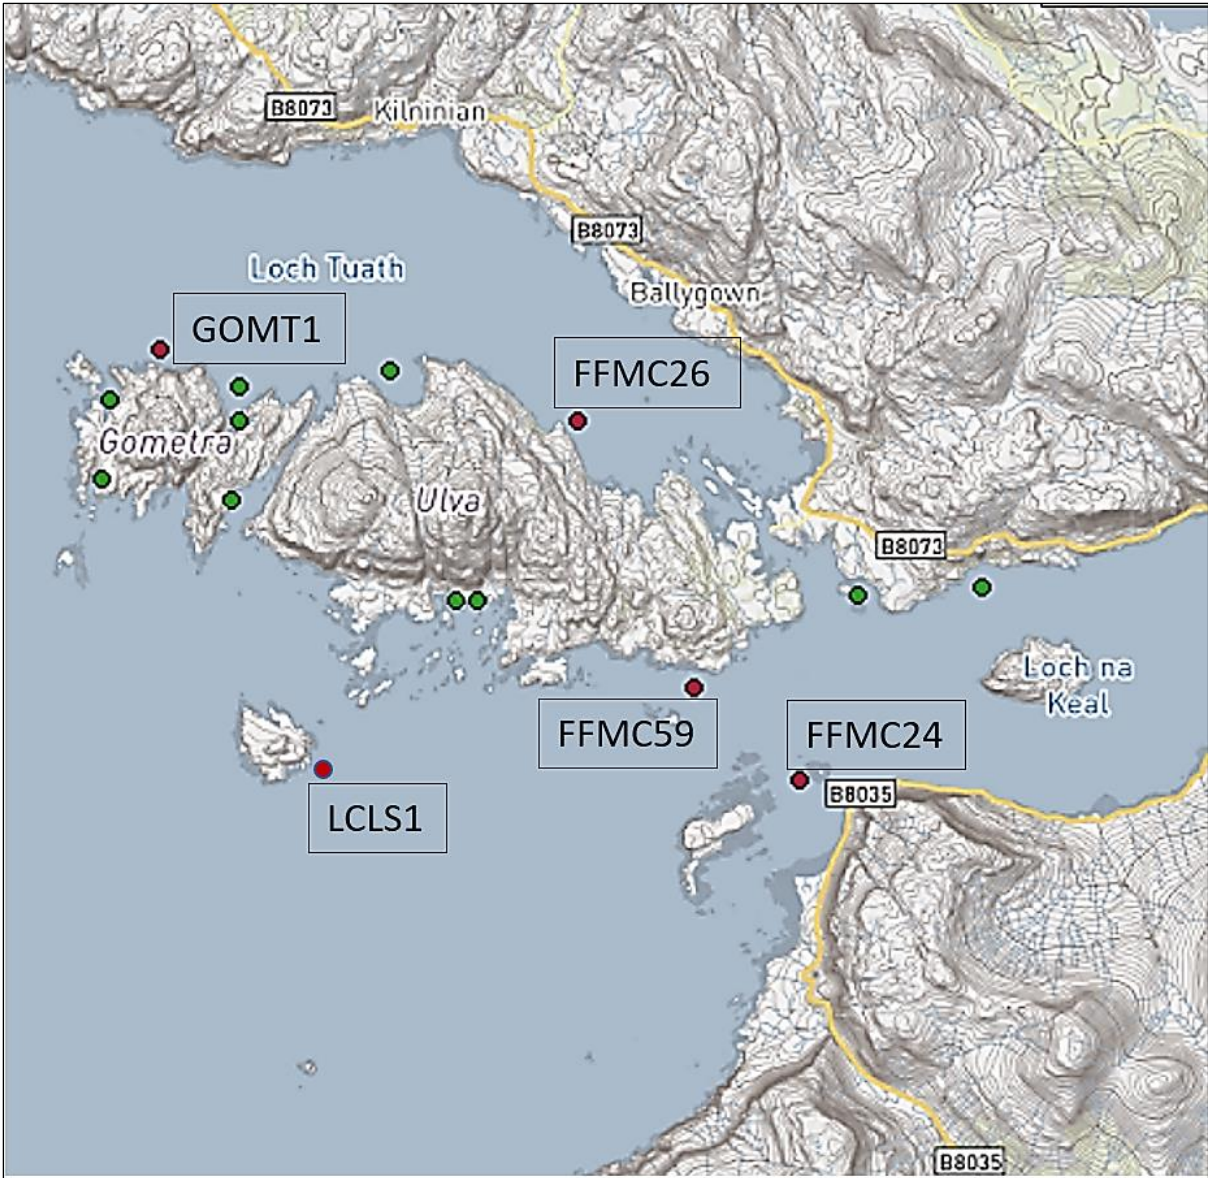 B8073
Kilninian
B8073
Loch Tuath
Ballygown
GOMT1
FFMC26
Gometra
Ulva
B8073
Loch na
Keal
FFMC59
FFMC24
B8035
LCLS1
B8035